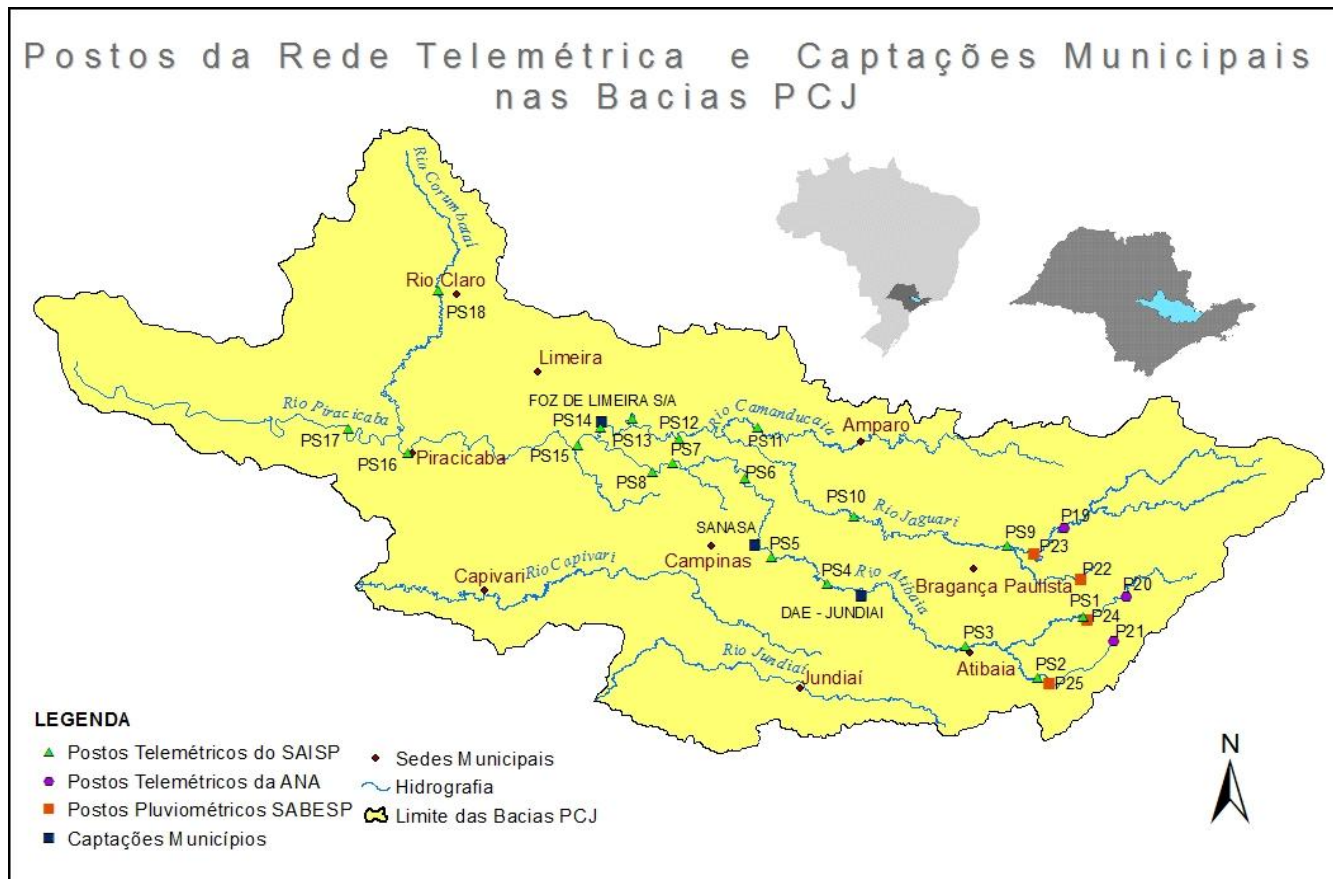 Postos da Rede Telemétrica e Captações Municipais
nas Bacias PCJ
Rio Corumbataí
Rio Claro
PS18
Limeira
FOZ DE LIMEIRA S/A
PS14
PS13
PS12
Rio Camanducaia
PS11
Amparo
Rio Piracicaba
PS17
PS16
Piracicaba
PS15
PS7
PS8
PS6
PS10
Rio Jaguari
P19
PS9
P23
SANASA
PS5
Campinas
PS4
Rio Atibaia
Bragança Paulista
P22
P20
Capivari
Rio Capivari
DAE - JUNDIAI
PS1
P24
P21
PS3
Atibaia
PS2
P25
Rio Jundiaí
Jundiaí
LEGENDA
Postos Telemétricos do SAISP
Postos Telemétricos da ANA
Postos Pluviométricos SABESP
Captações Municípios
Sedes Municipais
Hidrografia
Limite das Bacias PCJ
N